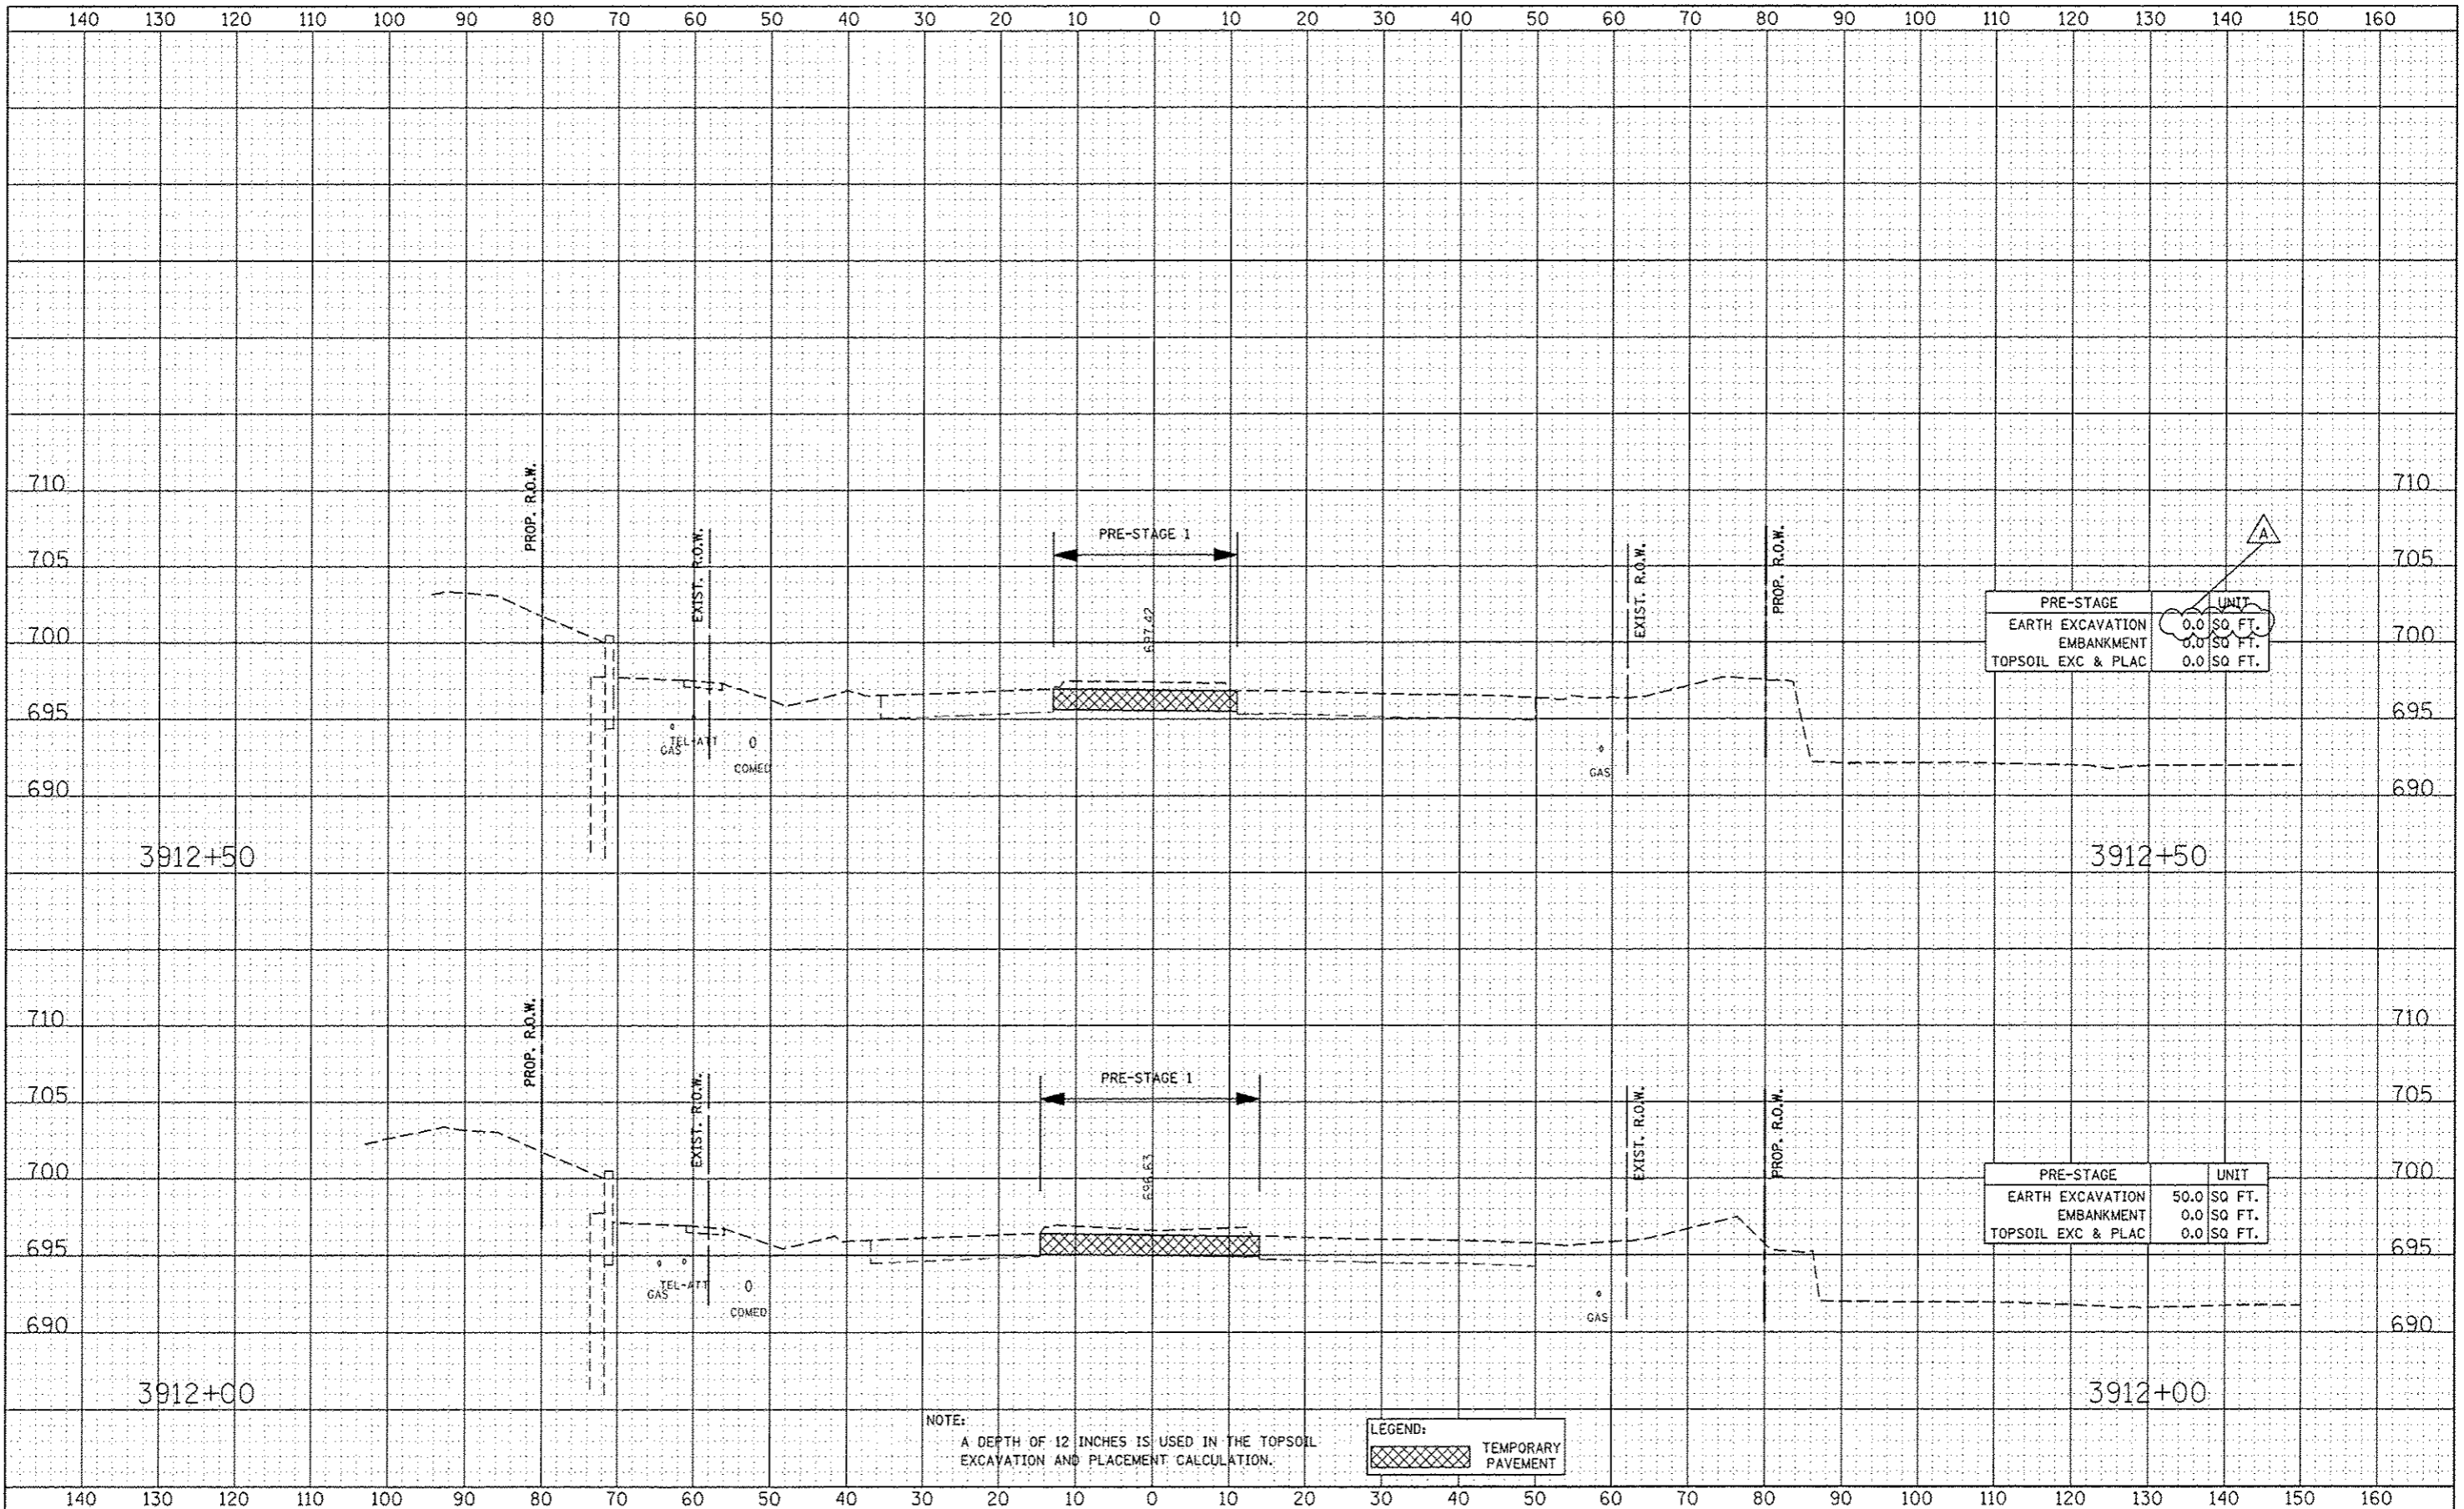 140 130 120 110 100 90 80 70 60 50 40 30 20 10 0 10 20 30 40 50 60 70 80 90 100 110 120 130 140 150 160
710 710
PROP. R.O.W.
EXIST. R.O.W.
PRE-STAGE 1
697.42
EXIST. R.O.W.
PROP. R.O.W.
A
705 705
PRE-STAGE UNIT
EARTH EXCAVATION 0.0 SQ FT.
EMBANKMENT 0.0 SQ FT.
TOPSOIL EXC & PLAC 0.0 SQ FT.
700 700
695 695
TEL-ATT
GAS
COMED
GAS
690 690
3912+50 3912+50
710 710
PROP. R.O.W.
EXIST. R.O.W.
PRE-STAGE 1
696.63
EXIST. R.O.W.
PROP. R.O.W.
705 705
700 700
PRE-STAGE UNIT
EARTH EXCAVATION 50.0 SQ FT.
EMBANKMENT 0.0 SQ FT.
TOPSOIL EXC & PLAC 0.0 SQ FT.
695 695
TEL-ATT
GAS
COMED
GAS
690 690
3912+00 3912+00
NOTE:
A DEPTH OF 12 INCHES IS USED IN THE TOPSOIL
EXCAVATION AND PLACEMENT CALCULATION.
LEGEND:
TEMPORARY
PAVEMENT
140 130 120 110 100 90 80 70 60 50 40 30 20 10 0 10 20 30 40 50 60 70 80 90 100 110 120 130 140 150 160